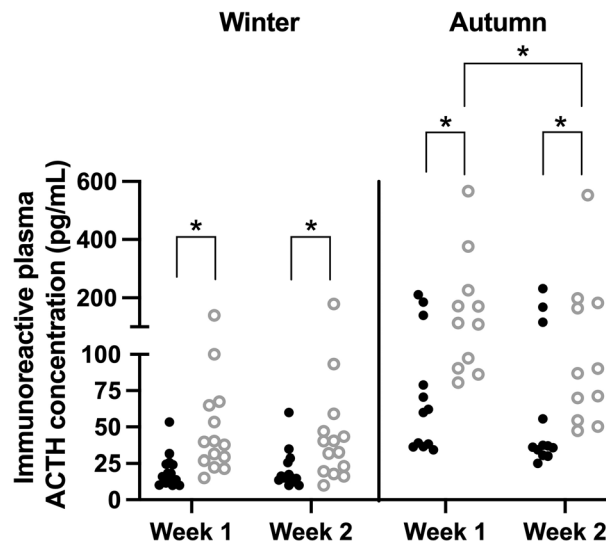 Winter
Autumn
*
*
*
*
*
Immunoreactive plasma
ACTH concentration (pg/mL)
600
400
200
100
75
50
25
0
Week 1
Week 2
Week 1
Week 2